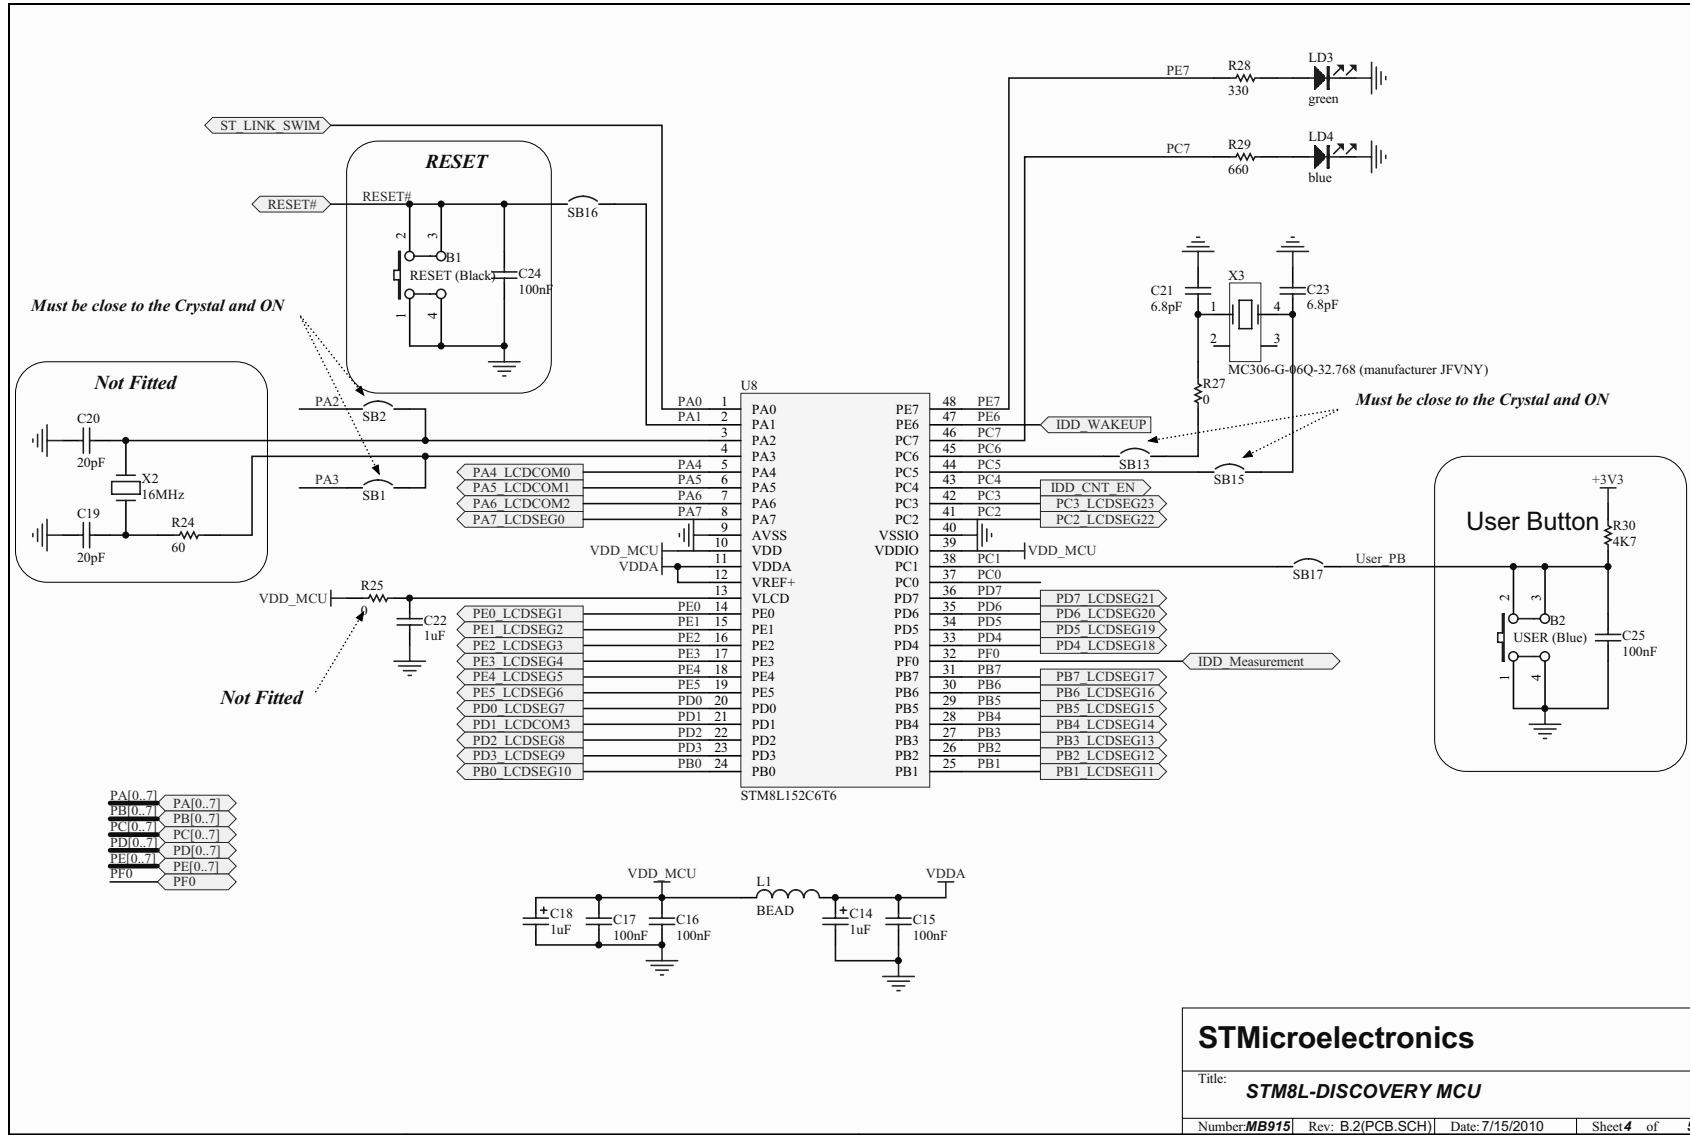 PE7
R28
330
LD3
green
PC7
R29
660
LD4
blue
ST_LINK_SWIM
RESET
RESET#
RESET#
SB16
2
3
B1
RESET (Black)
1
4
C24
100nF
Must be close to the Crystal and ON
Not Fitted
C20
20pF
X2
16MHz
C19
20pF
R24
60
PA2
SB2
PA3
SB1
C21
6.8pF
X3
1
4
2
3
C23
6.8pF
MC306-G-06Q-32.768 (manufacturer JFVNY)
R27
0
Must be close to the Crystal and ON
SB13
SB15
U8
PA0 1 PA0
PA1 2 PA1
3 PA2
4 PA3
PA4_LCDCOM0 PA4 5 PA4
PA5_LCDCOM1 PA5 6 PA5
PA6_LCDCOM2 PA6 7 PA6
PA7_LCDSEG0 PA7 8 PA7
9 AVSS
VDD_MCU 10 VDD
VDDA 11 VDDA
12 VREF+
13 VLCD
PE0_LCDSEG1 PE0 14 PE0
PE1_LCDSEG2 PE1 15 PE1
PE2_LCDSEG3 PE2 16 PE2
PE3_LCDSEG4 PE3 17 PE3
PE4_LCDSEG5 PE4 18 PE4
PE5_LCDSEG6 PE5 19 PE5
PD0_LCDSEG7 PD0 20 PD0
PD1_LCDCOM3 PD1 21 PD1
PD2_LCDSEG8 PD2 22 PD2
PD3_LCDSEG9 PD3 23 PD3
PB0_LCDSEG10 PB0 24 PB0
PE7 48 PE7
PE6 47 PE6 IDD_WAKEUP
PC7 46 PC7
PC6 45 PC6
PC5 44 PC5
PC4 43 PC4 IDD_CNT_EN
PC3 42 PC3 PC3_LCDSEG23
PC2 41 PC2 PC2_LCDSEG22
VSSIO 40
VDDIO 39 VDD_MCU
PC1 38 PC1
PC0 37 PC0
PD7 36 PD7 PD7_LCDSEG21
PD6 35 PD6 PD6_LCDSEG20
PD5 34 PD5 PD5_LCDSEG19
PD4 33 PD4 PD4_LCDSEG18
PF0 32 PF0 IDD_Measurement
PB7 31 PB7 PB7_LCDSEG17
PB6 30 PB6 PB6_LCDSEG16
PB5 29 PB5 PB5_LCDSEG15
PB4 28 PB4 PB4_LCDSEG14
PB3 27 PB3 PB3_LCDSEG13
PB2 26 PB2 PB2_LCDSEG12
PB1 25 PB1 PB1_LCDSEG11
STM8L152C6T6
VDD_MCU
R25
0
C22
1uF
Not Fitted
SB17
User_PB
+3V3
User Button
R30
4K7
2
3
B2
USER (Blue)
1
4
C25
100nF
PA[0..7] PA[0..7]
PB[0..7] PB[0..7]
PC[0..7] PC[0..7]
PD[0..7] PD[0..7]
PE[0..7] PE[0..7]
PF0 PF0
VDD_MCU
L1
BEAD
VDDA
+ C18
1uF
C17
100nF
C16
100nF
+ C14
1uF
C15
100nF
STMicroelectronics
Title:
STM8L-DISCOVERY MCU
Number:MB915 Rev: B.2(PCB.SCH) Date: 7/15/2010 Sheet 4 of